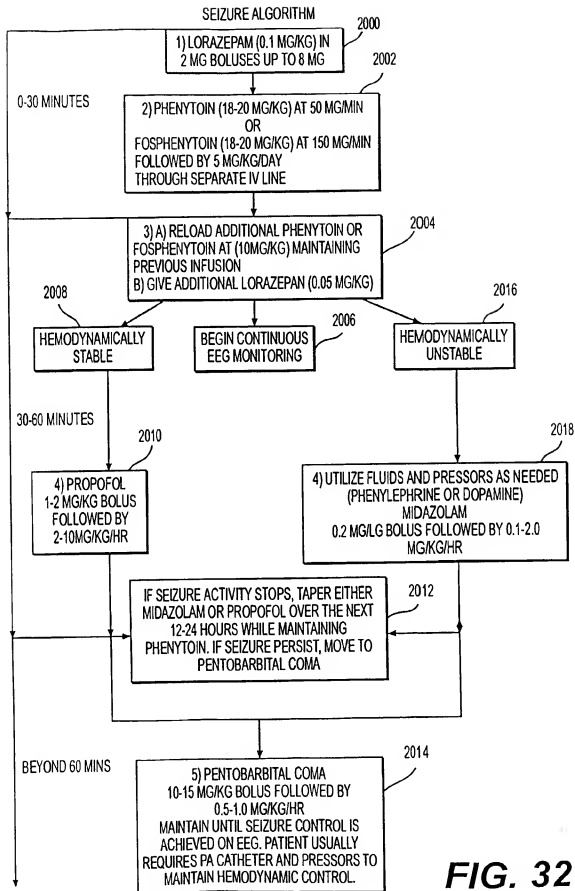 SEIZURE ALGORITHM
2000
1) LORAZEPAM (0.1 MG/KG) IN
2 MG BOLUSES UP TO 8 MG
0-30 MINUTES
2002
2) PHENYTOIN (18-20 MG/KG) AT 50 MG/MIN
OR
FOSPHENYTOIN (18-20 MG/KG) AT 150 MG/MIN
FOLLOWED BY 5 MG/KG/DAY
THROUGH SEPARATE IV LINE
2004
3) A) RELOAD ADDITIONAL PHENYTOIN OR
FOSPHENYTOIN AT (10MG/KG) MAINTAINING
PREVIOUS INFUSION
B) GIVE ADDITIONAL LORAZEPAN (0.05 MG/KG)
2008
HEMODYNAMICALLY
STABLE
BEGIN CONTINUOUS
EEG MONITORING
2006
2016
HEMODYNAMICALLY
UNSTABLE
30-60 MINUTES
2010
4) PROPOFOL
1-2 MG/KG BOLUS
FOLLOWED BY
2-10MG/KG/HR
2018
4) UTILIZE FLUIDS AND PRESSORS AS NEEDED
(PHENYLEPHRINE OR DOPAMINE)
MIDAZOLAM
0.2 MG/LG BOLUS FOLLOWED BY 0.1-2.0
MG/KG/HR
2012
IF SEIZURE ACTIVITY STOPS, TAPER EITHER
MIDAZOLAM OR PROPOFOL OVER THE NEXT
12-24 HOURS WHILE MAINTAINING
PHENYTOIN. IF SEIZURE PERSIST, MOVE TO
PENTOBARBITAL COMA
BEYOND 60 MINS
2014
5) PENTOBARBITAL COMA
10-15 MG/KG BOLUS FOLLOWED BY
0.5-1.0 MG/KG/HR
MAINTAIN UNTIL SEIZURE CONTROL IS
ACHIEVED ON EEG. PATIENT USUALLY
REQUIRES PA CATHETER AND PRESSORS TO
MAINTAIN HEMODYNAMIC CONTROL.
FIG. 32